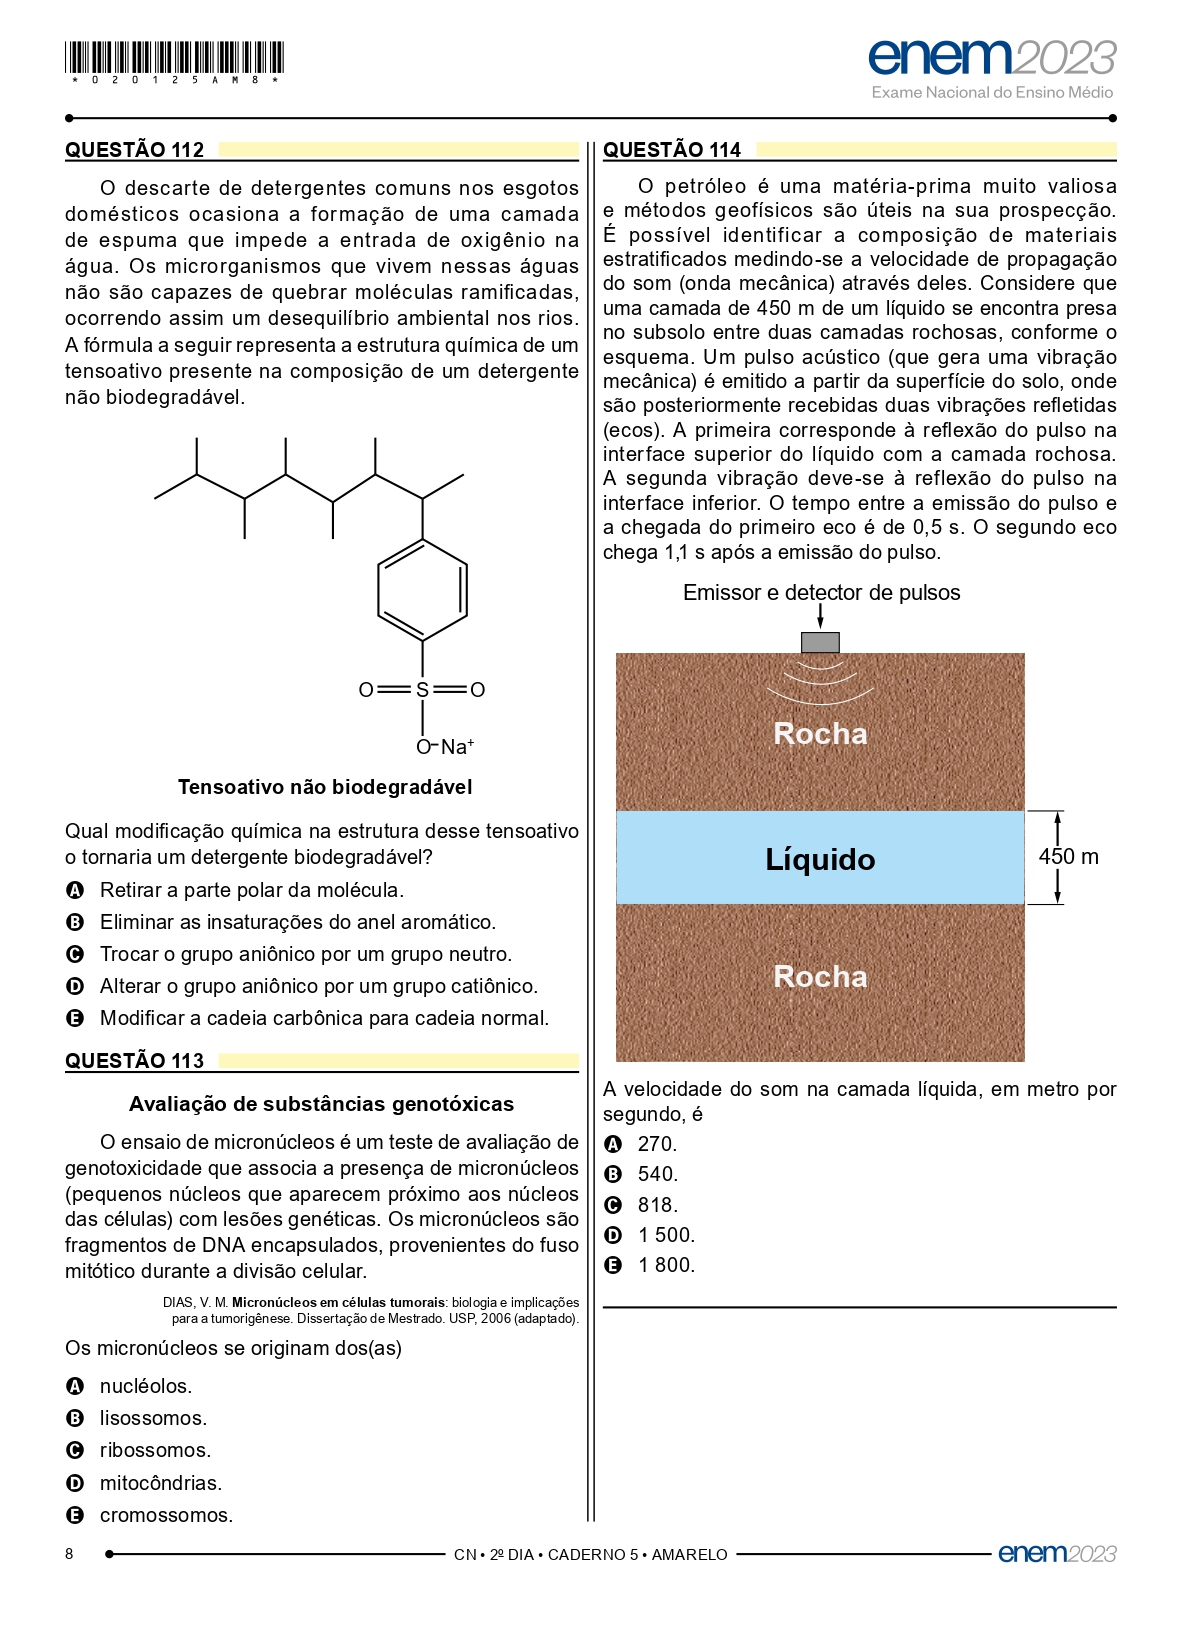 *020125AM8*
enem2023
Exame Nacional do Ensino Médio
QUESTÃO 112
O descarte de detergentes comuns nos esgotos
domésticos ocasiona a formação de uma camada
de espuma que impede a entrada de oxigênio na
água. Os microrganismos que vivem nessas águas
não são capazes de quebrar moléculas ramificadas,
ocorrendo assim um desequilíbrio ambiental nos rios.
A fórmula a seguir representa a estrutura química de um
tensoativo presente na composição de um detergente
não biodegradável.
O S O
O⁻Na⁺
Tensoativo não biodegradável
Qual modificação química na estrutura desse tensoativo
o tornaria um detergente biodegradável?
A Retirar a parte polar da molécula.
B Eliminar as insaturações do anel aromático.
C Trocar o grupo aniônico por um grupo neutro.
D Alterar o grupo aniônico por um grupo catiônico.
E Modificar a cadeia carbônica para cadeia normal.
QUESTÃO 113
Avaliação de substâncias genotóxicas
O ensaio de micronúcleos é um teste de avaliação de
genotoxicidade que associa a presença de micronúcleos
(pequenos núcleos que aparecem próximo aos núcleos
das células) com lesões genéticas. Os micronúcleos são
fragmentos de DNA encapsulados, provenientes do fuso
mitótico durante a divisão celular.
DIAS, V. M. Micronúcleos em células tumorais: biologia e implicações
para a tumorigênese. Dissertação de Mestrado. USP, 2006 (adaptado).
Os micronúcleos se originam dos(as)
A nucléolos.
B lisossomos.
C ribossomos.
D mitocôndrias.
E cromossomos.
QUESTÃO 114
O petróleo é uma matéria-prima muito valiosa
e métodos geofísicos são úteis na sua prospecção.
É possível identificar a composição de materiais
estratificados medindo-se a velocidade de propagação
do som (onda mecânica) através deles. Considere que
uma camada de 450 m de um líquido se encontra presa
no subsolo entre duas camadas rochosas, conforme o
esquema. Um pulso acústico (que gera uma vibração
mecânica) é emitido a partir da superfície do solo, onde
são posteriormente recebidas duas vibrações refletidas
(ecos). A primeira corresponde à reflexão do pulso na
interface superior do líquido com a camada rochosa.
A segunda vibração deve-se à reflexão do pulso na
interface inferior. O tempo entre a emissão do pulso e
a chegada do primeiro eco é de 0,5 s. O segundo eco
chega 1,1 s após a emissão do pulso.
Emissor e detector de pulsos
Rocha
Líquido
450 m
Rocha
A velocidade do som na camada líquida, em metro por
segundo, é
A 270.
B 540.
C 818.
D 1 500.
E 1 800.
8
CN • 2º DIA • CADERNO 5 • AMARELO
enem2023